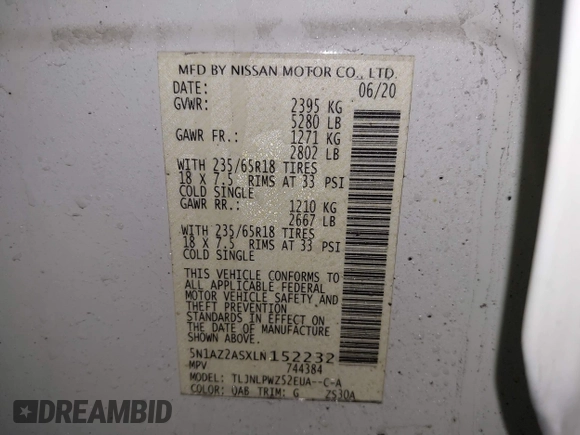 MFD BY NISSAN MOTOR CO., LTD.
DATE: 06/20
GVWR: 2395 KG
5280 LB
GAWR FR.: 1271 KG
2802 LB
WITH 235/65R18 TIRES
18 X 7.5 RIMS AT 33 PSI
COLD SINGLE
GAWR RR.: 1210 KG
2667 LB
WITH 235/65R18 TIRES
18 X 7.5 RIMS AT 33 PSI
COLD SINGLE
THIS VEHICLE CONFORMS TO
ALL APPLICABLE FEDERAL
MOTOR VEHICLE SAFETY AND
THEFT PREVENTION
STANDARDS IN EFFECT ON
THE DATE OF MANUFACTURE
SHOWN ABOVE.
5N1AZ2ASXLN152232
MPV 744384
MODEL: TLJNLPWZ52EUA--C-A
COLOR: QAB TRIM: G Z530A
TJAMBID.COM